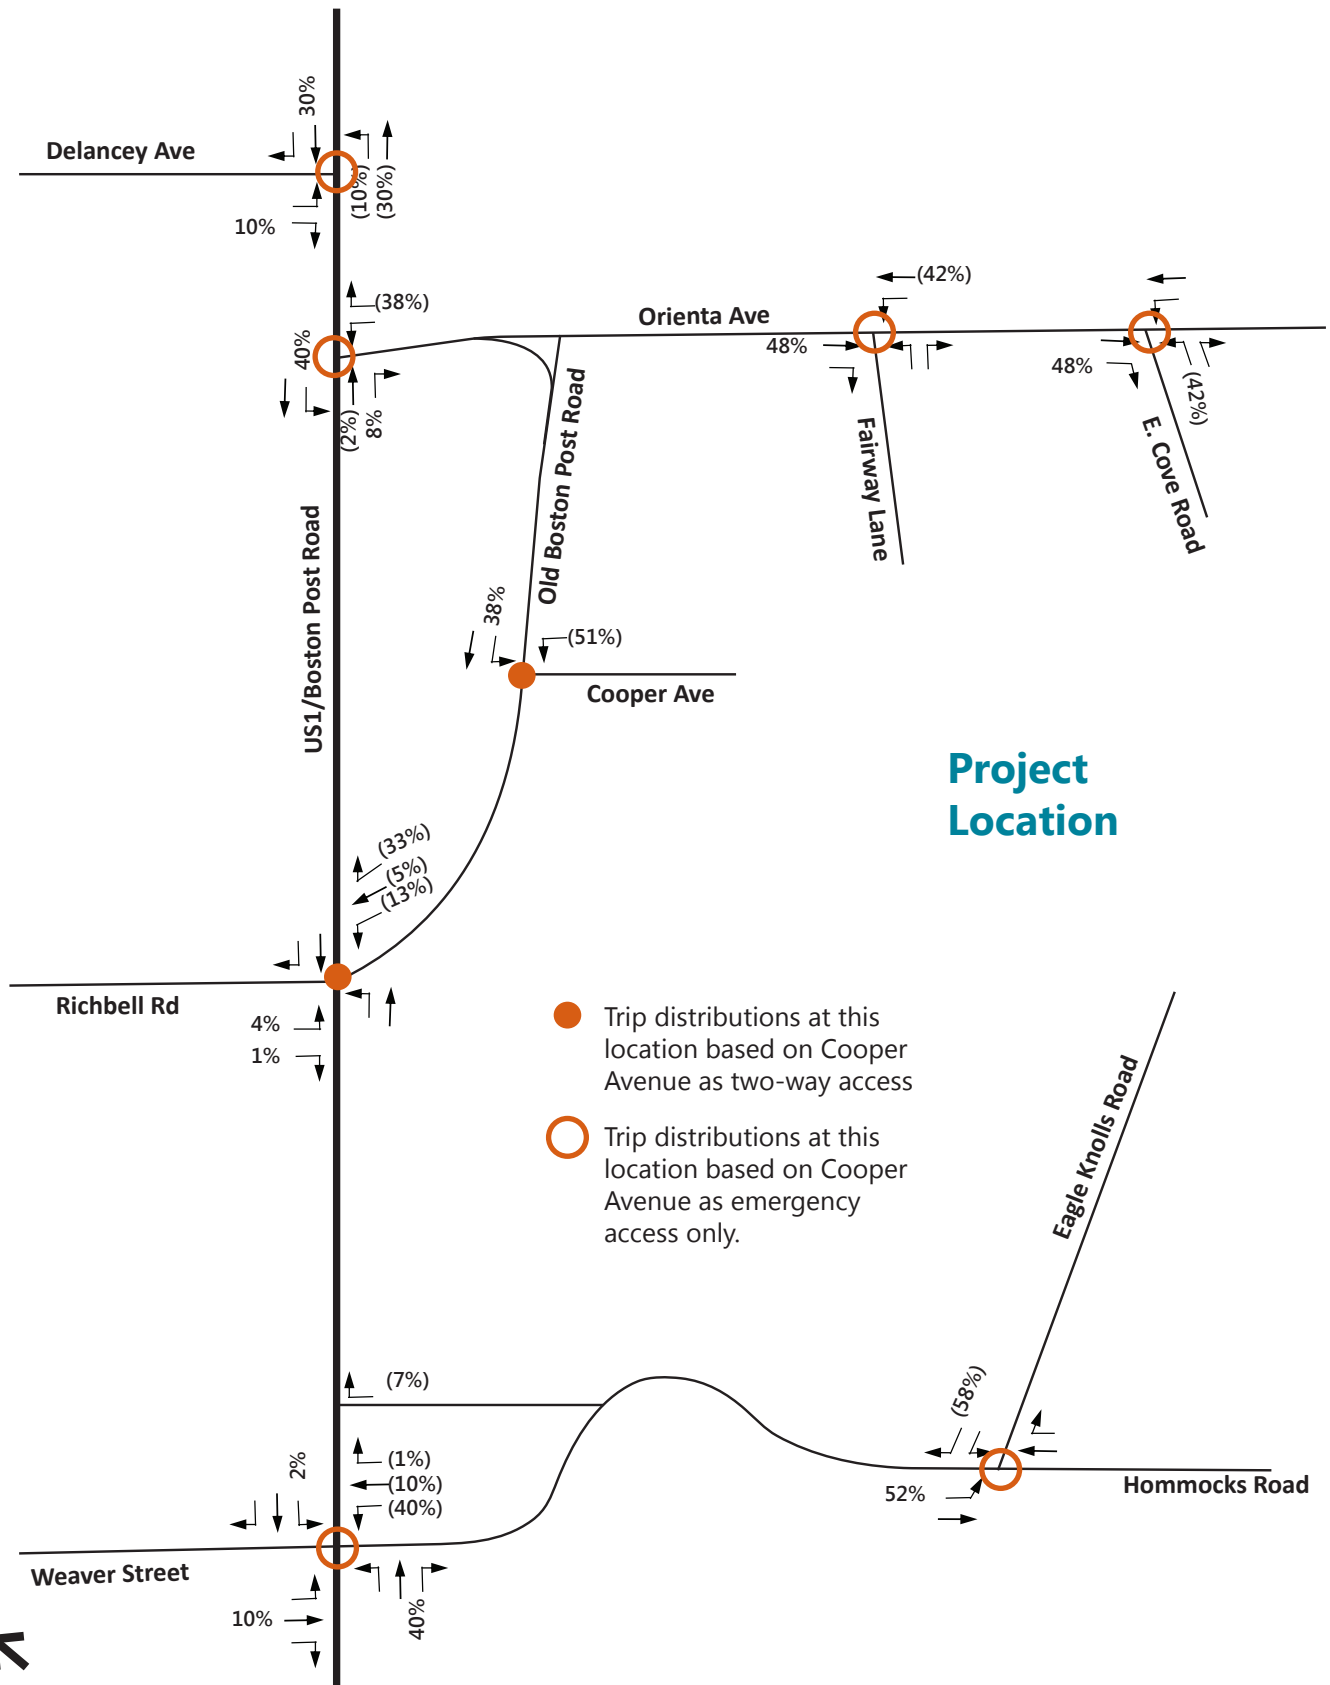 30%
Delancey Ave
(10%)
(30%)
10%
(38%)
40%
(2%)
8%
Orienta Ave
(42%)
48%
48%
(42%)
Fairway Lane
E. Cove Road
Old Boston Post Road
US1/Boston Post Road
38%
(51%)
Cooper Ave
Project
Location
(33%)
(5%)
(13%)
Richbell Rd
4%
1%
Trip distributions at this
location based on Cooper
Avenue as two-way access
Trip distributions at this
location based on Cooper
Avenue as emergency
access only.
Eagle Knolls Road
(7%)
(58%)
52%
Hommocks Road
2%
(1%)
(10%)
(40%)
Weaver Street
10%
40%